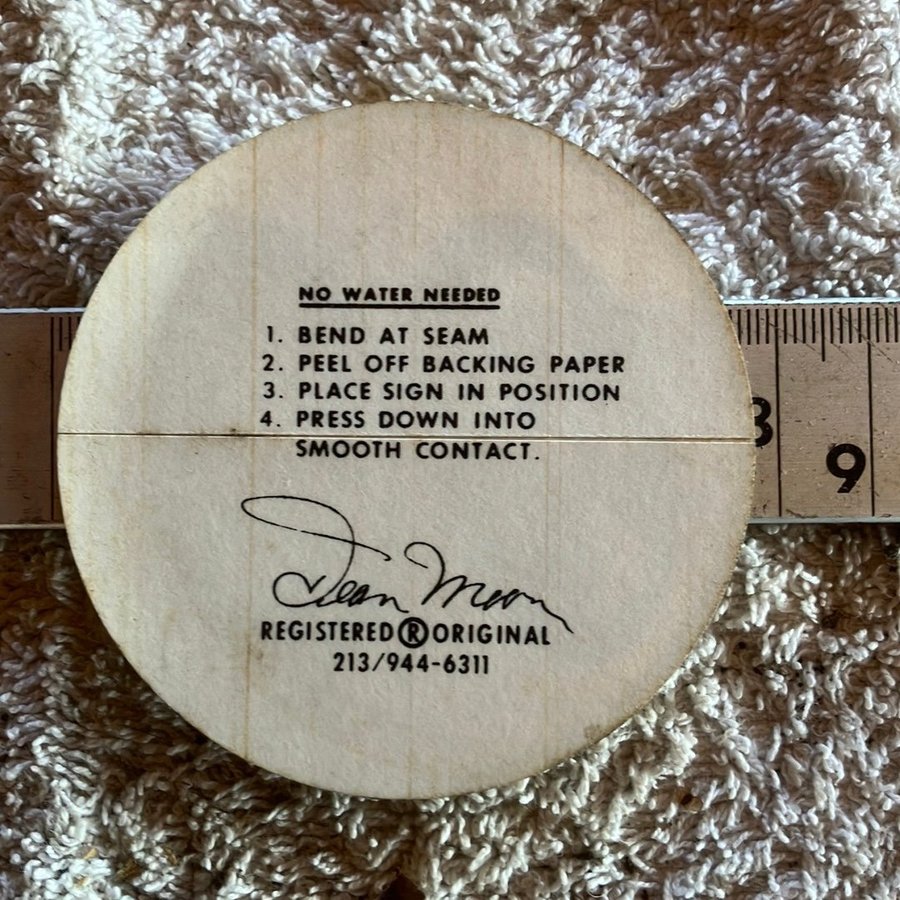 NO WATER NEEDED
1. BEND AT SEAM
2. PEEL OFF BACKING PAPER
3. PLACE SIGN IN POSITION
4. PRESS DOWN INTO
SMOOTH CONTACT.
Dean Moon
REGISTERED ® ORIGINAL
213/944-6311
8
9